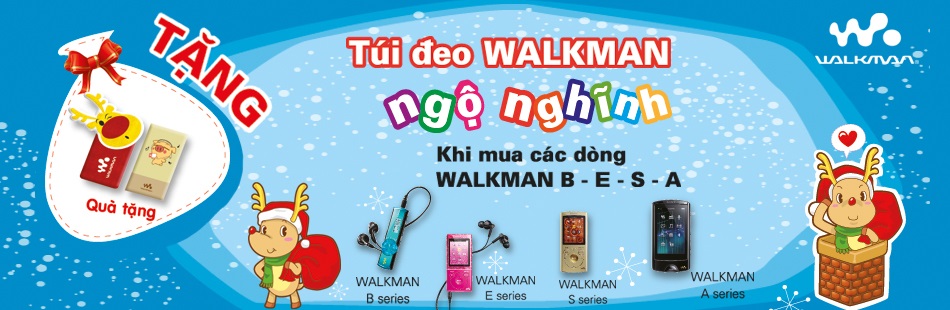 TẶNG
Túi đeo WALKMAN
ngộ nghĩnh
Khi mua các dòng
WALKMAN B - E - S - A
WALKMAN
Quà tặng
WALKMAN
WALKMAN
B series
WALKMAN
E series
WALKMAN
S series
WALKMAN
A series